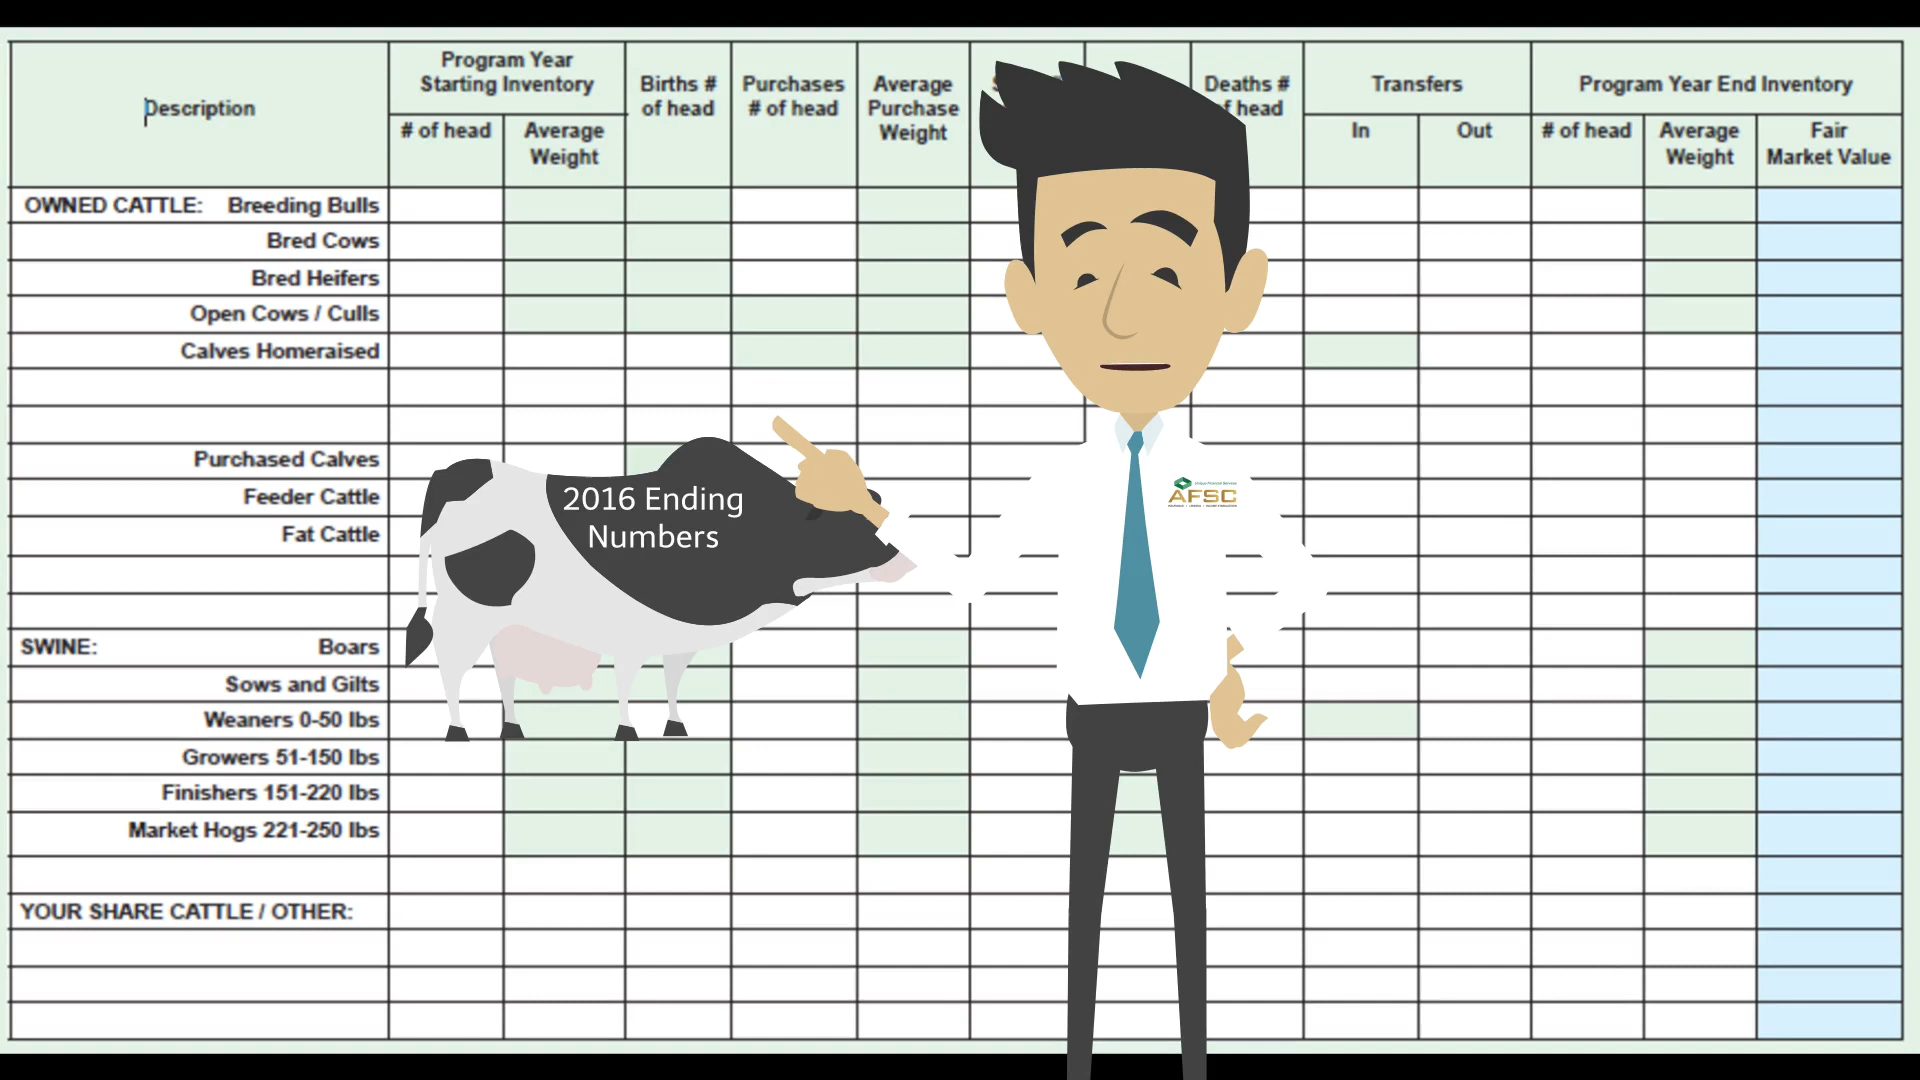 Description
Program Year
Starting Inventory
# of head
Average
Weight
Births #
of head
Purchases
# of head
Average
Purchase
Weight
Deaths #
of head
Transfers
In
Out
Program Year End Inventory
# of head
Average
Weight
Fair
Market Value
OWNED CATTLE: Breeding Bulls
Bred Cows
Bred Heifers
Open Cows / Culls
Calves Homeraised
Purchased Calves
Feeder Cattle
Fat Cattle
SWINE: Boars
Sows and Gilts
Weaners 0-50 lbs
Growers 51-150 lbs
Finishers 151-220 lbs
Market Hogs 221-250 lbs
YOUR SHARE CATTLE / OTHER:
2016 Ending
Numbers
AFSC